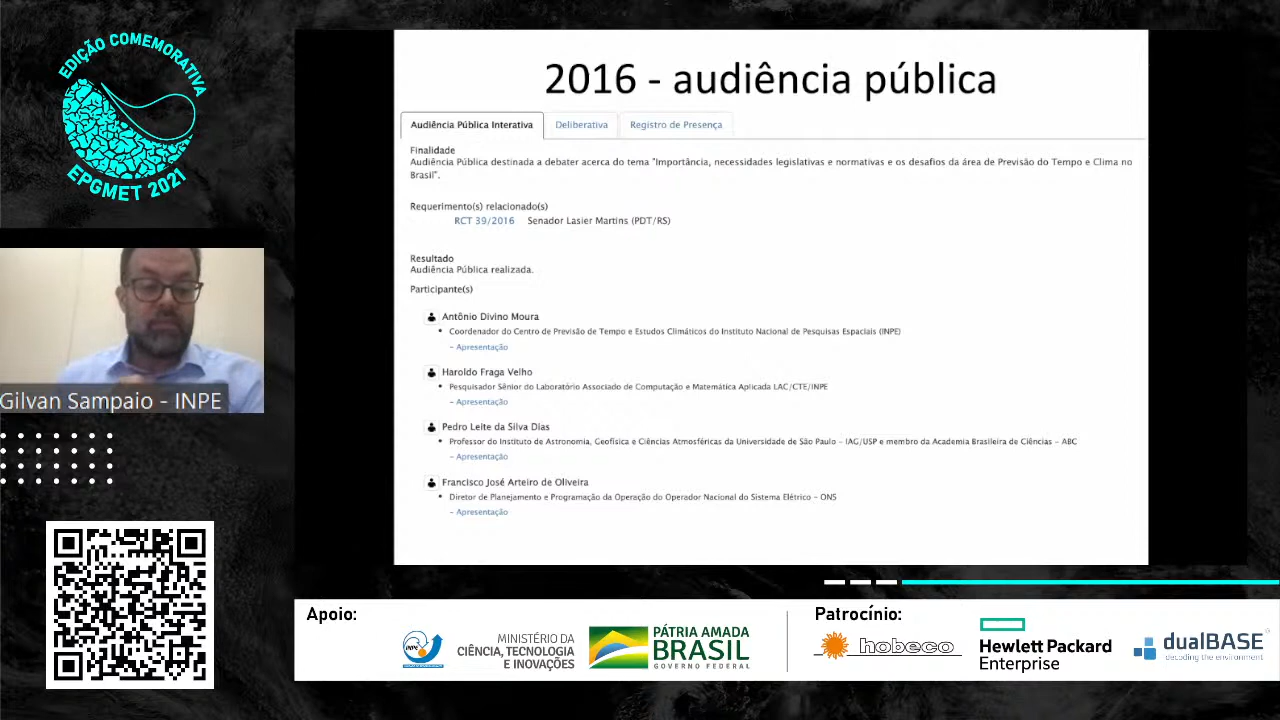 EDIÇÃO COMEMORATIVA
EPGMET 2021
Gilvan Sampaio - INPE
2016 - audiência pública
Audiência Pública Interativa
Deliberativa
Registro de Presença
Finalidade
Audiência Pública destinada a debater acerca do tema "Importância, necessidades legislativas e normativas e os desafios da área de Previsão do Tempo e Clima no
Brasil".
Requerimento(s) relacionado(s)
RCT 39/2016 Senador Lasier Martins (PDT/RS)
Resultado
Audiência Pública realizada.
Participante(s)
Antônio Divino Moura
• Coordenador do Centro de Previsão de Tempo e Estudos Climáticos do Instituto Nacional de Pesquisas Espaciais (INPE)
- Apresentação
Haroldo Fraga Velho
• Pesquisador Sênior do Laboratório Associado de Computação e Matemática Aplicada LAC/CTE/INPE
- Apresentação
Pedro Leite da Silva Dias
• Professor do Instituto de Astronomia, Geofísica e Ciências Atmosféricas da Universidade de São Paulo - IAG/USP e membro da Academia Brasileira de Ciências - ABC
- Apresentação
Francisco José Arteiro de Oliveira
• Diretor de Planejamento e Programação da Operação do Operador Nacional do Sistema Elétrico - ONS
- Apresentação
Apoio:
INPE
MINISTÉRIO DA
CIÊNCIA, TECNOLOGIA
E INOVAÇÕES
PÁTRIA AMADA
BRASIL
GOVERNO FEDERAL
Patrocínio:
hobeco
Hewlett Packard
Enterprise
dualBASE
decoding the environment